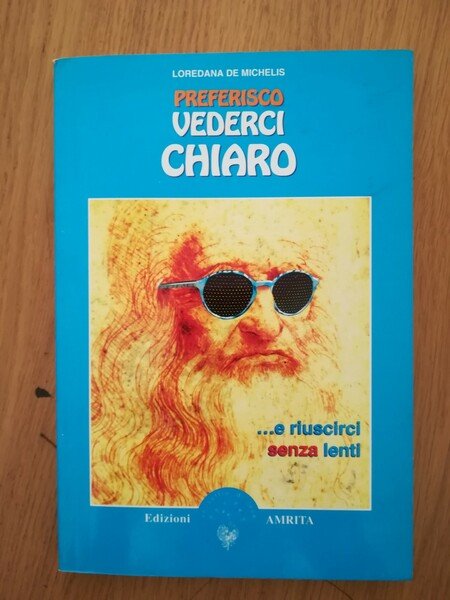 LOREDANA DE MICHELIS
PREFERISCO
VEDERCI
CHIARO
...e riuscirci
senza lenti
Edizioni AMRITA